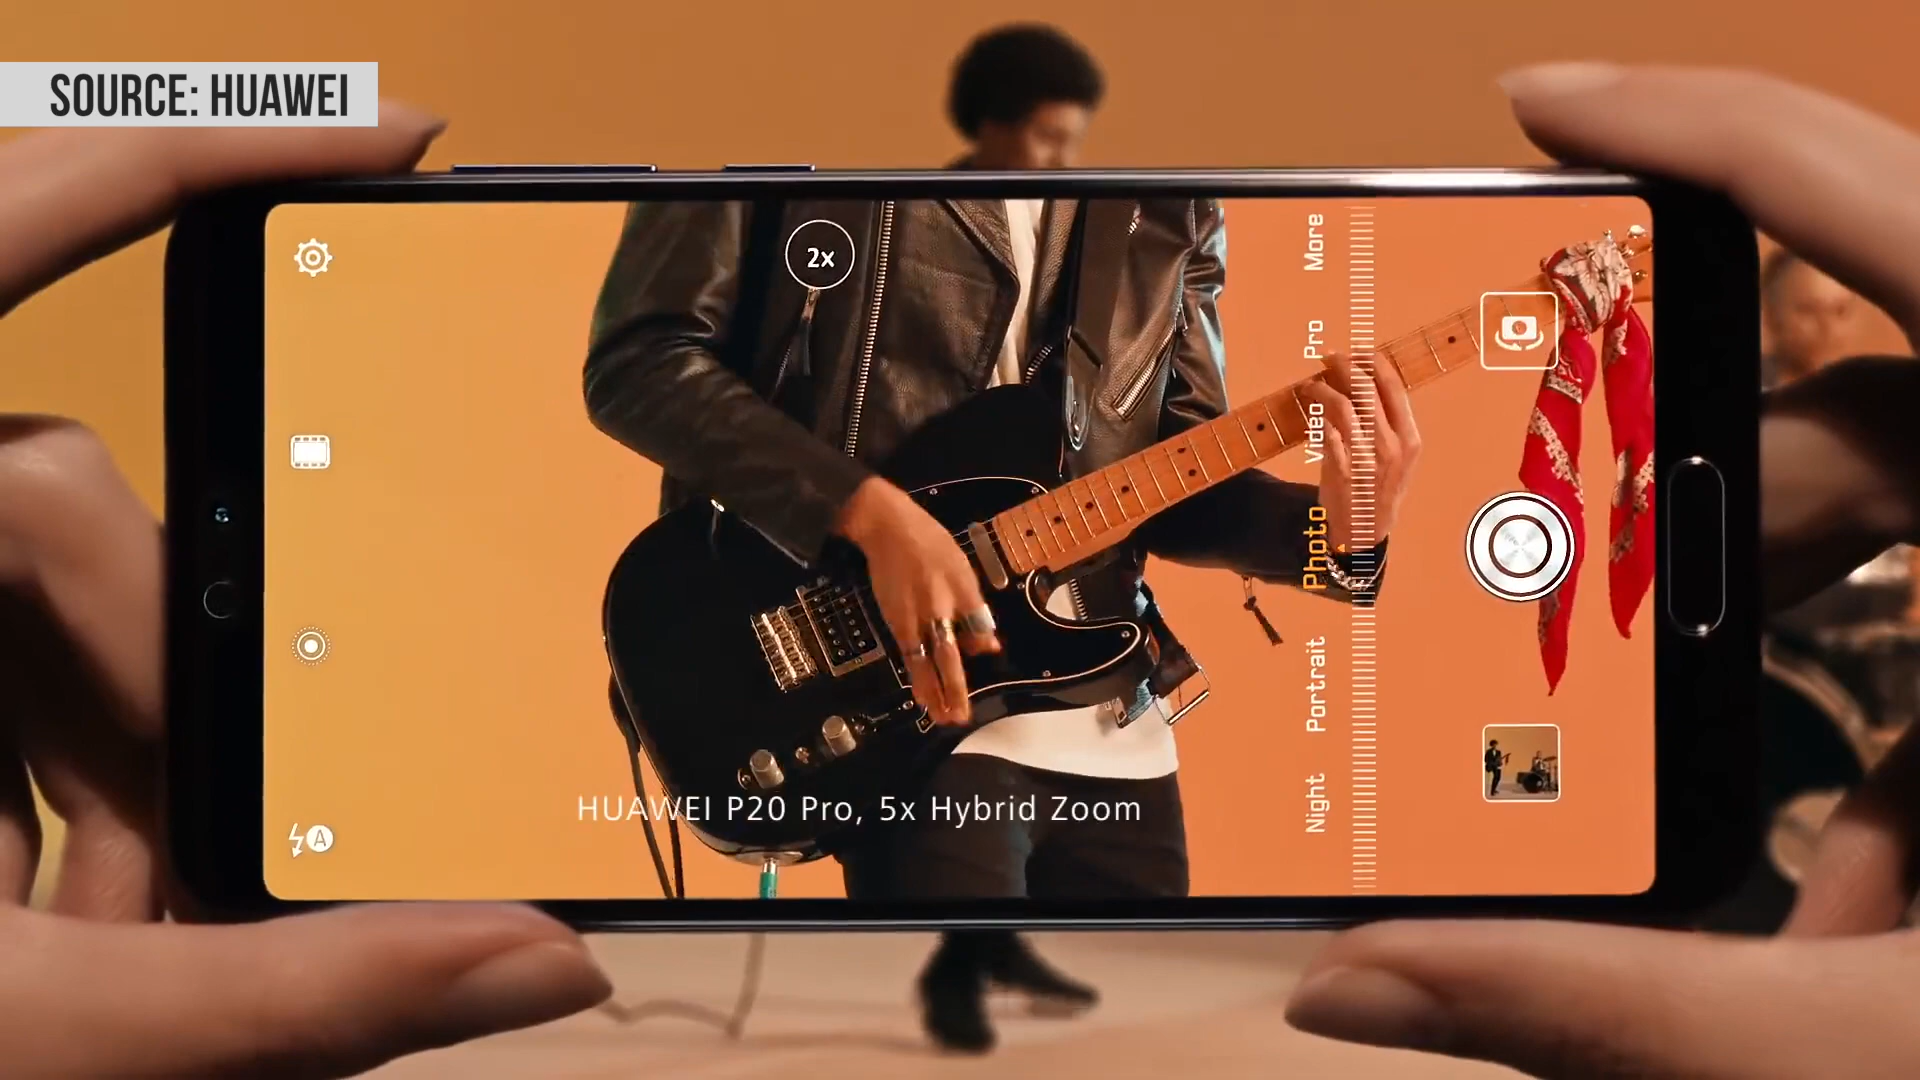 SOURCE: HUAWEI
2x
More
Pro
Video
Photo
Portrait
Night
A
HUAWEI P20 Pro, 5x Hybrid Zoom